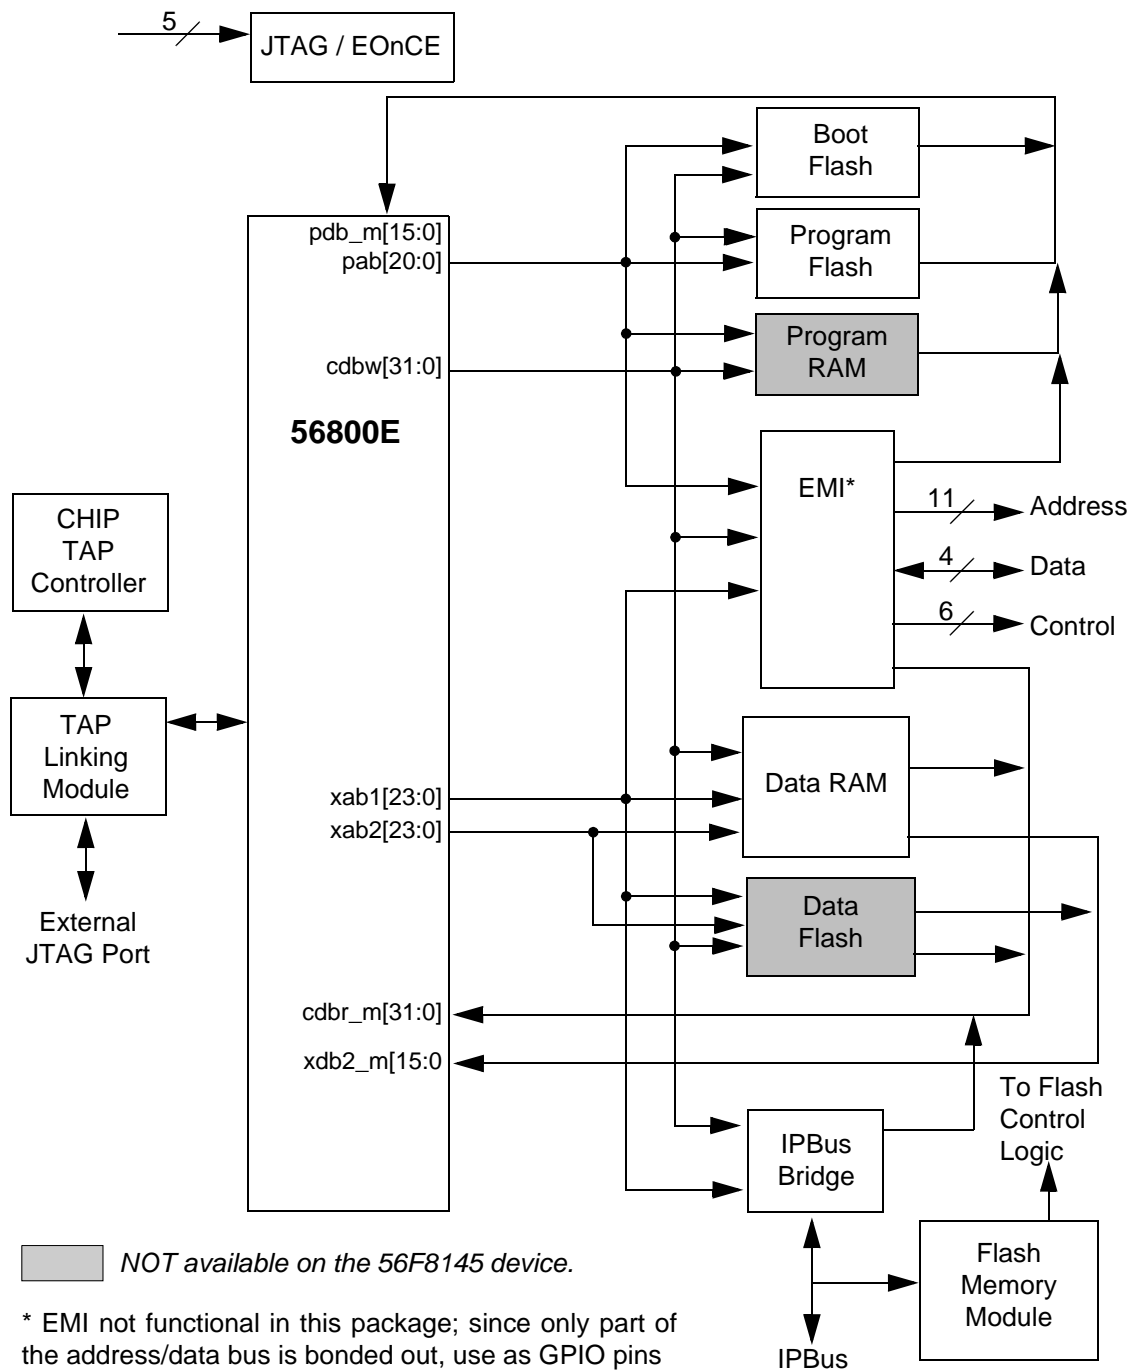 5
JTAG / EOnCE
Boot
Flash
pdb_m[15:0]
pab[20:0]
Program
Flash
cdbw[31:0]
Program
RAM
56800E
EMI*
11
Address
4
Data
6
Control
CHIP
TAP
Controller
TAP
Linking
Module
External
JTAG Port
xab1[23:0]
xab2[23:0]
Data RAM
Data
Flash
cdbr_m[31:0]
xdb2_m[15:0
To Flash
Control
Logic
IPBus
Bridge
Flash
Memory
Module
IPBus
NOT available on the 56F8145 device.
* EMI not functional in this package; since only part of
the address/data bus is bonded out, use as GPIO pins